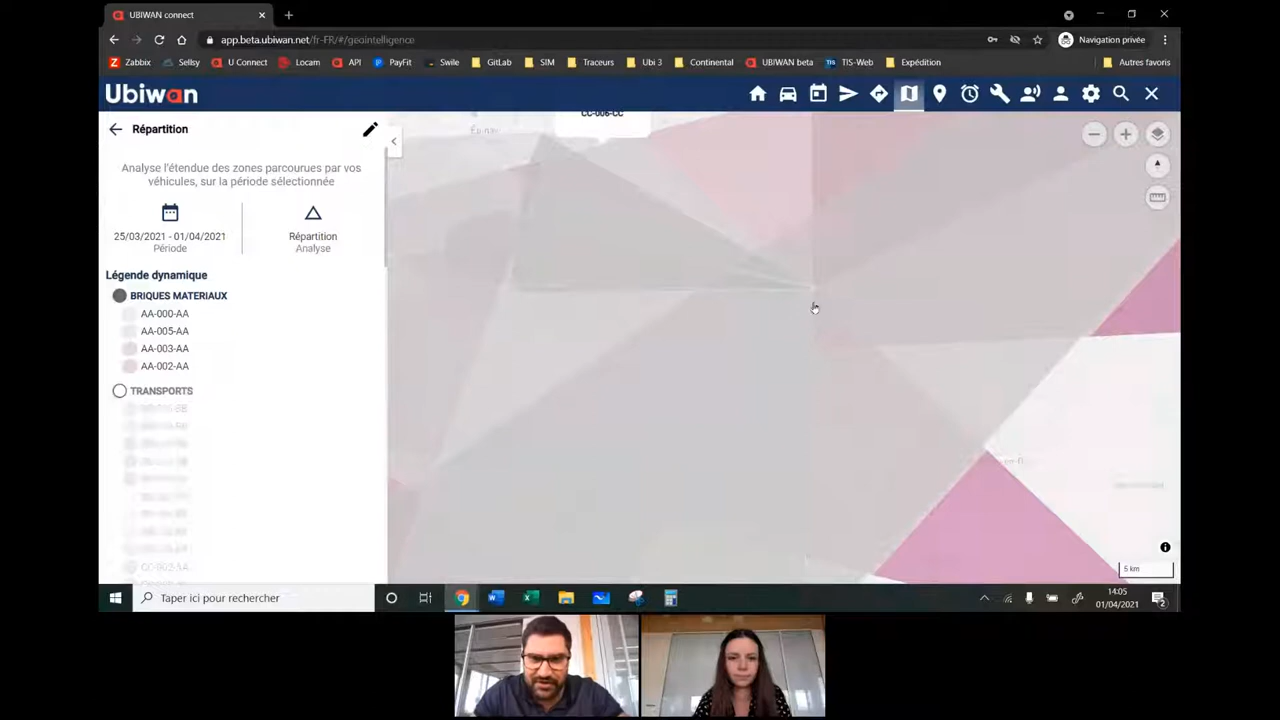 UBIWAN connect
app.beta.ubiwan.net/fr-FR/#/geointelligence
Navigation privée
Zabbix Sellsy U Connect Locam API PayFit Swile GitLab SIM Traceurs Ubi 3 Continental UBIWAN beta TIS-Web Expédition Autres favoris
Ubiwan
Répartition
CC-006-CC
Analyse l'étendue des zones parcourues par vos
véhicules, sur la période sélectionnée
25/03/2021 - 01/04/2021
Période
Répartition
Analyse
Légende dynamique
BRIQUES MATERIAUX
AA-000-AA
AA-005-AA
AA-003-AA
AA-002-AA
TRANSPORTS
5 km
Taper ici pour rechercher
14:05
01/04/2021
2